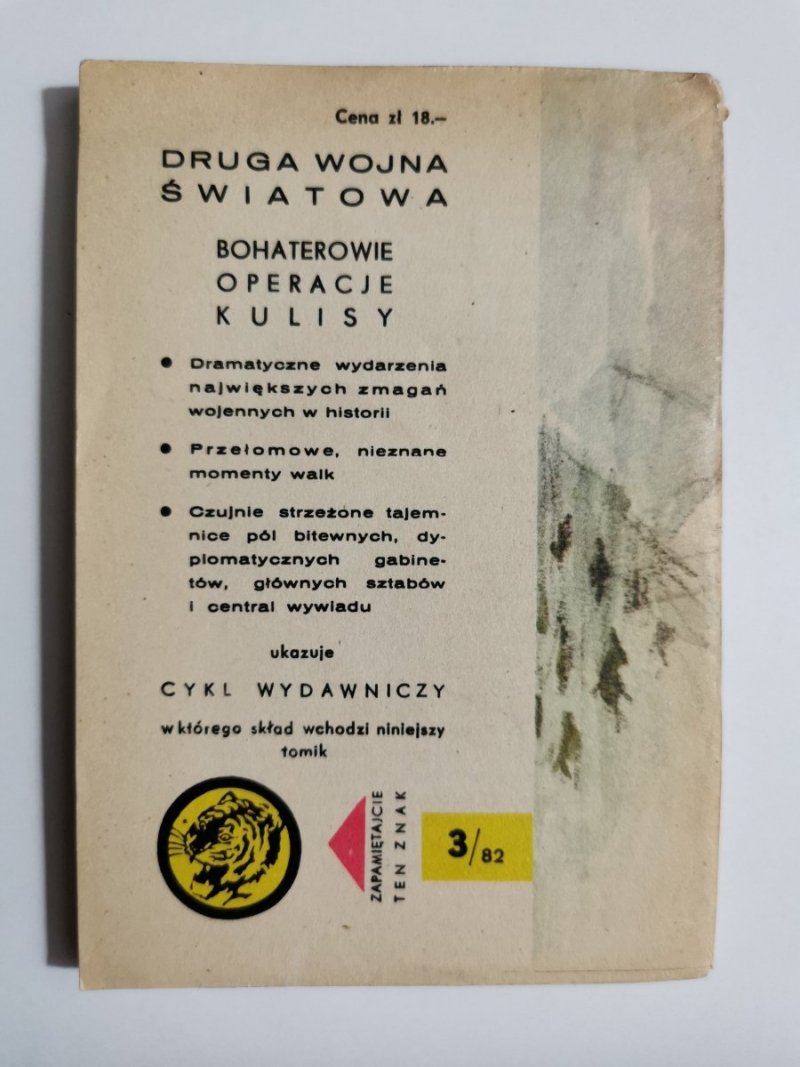 Cena zł 18.—
DRUGA WOJNA
ŚWIATOWA
BOHATEROWIE
OPERACJE
KULISY
● Dramatyczne wydarzenia
największych zmagań
wojennych w historii
● Przełomowe, nieznane
momenty walk
● Czujnie strzeżone tajem-
nice pól bitewnych, dy-
plomatycznych gabine-
tów, głównych sztabów
i central wywiadu
ukazuje
CYKL WYDAWNICZY
w którego skład wchodzi niniejszy
tomik
ZAPAMIĘTAJCIE
TEN ZNAK
3/82